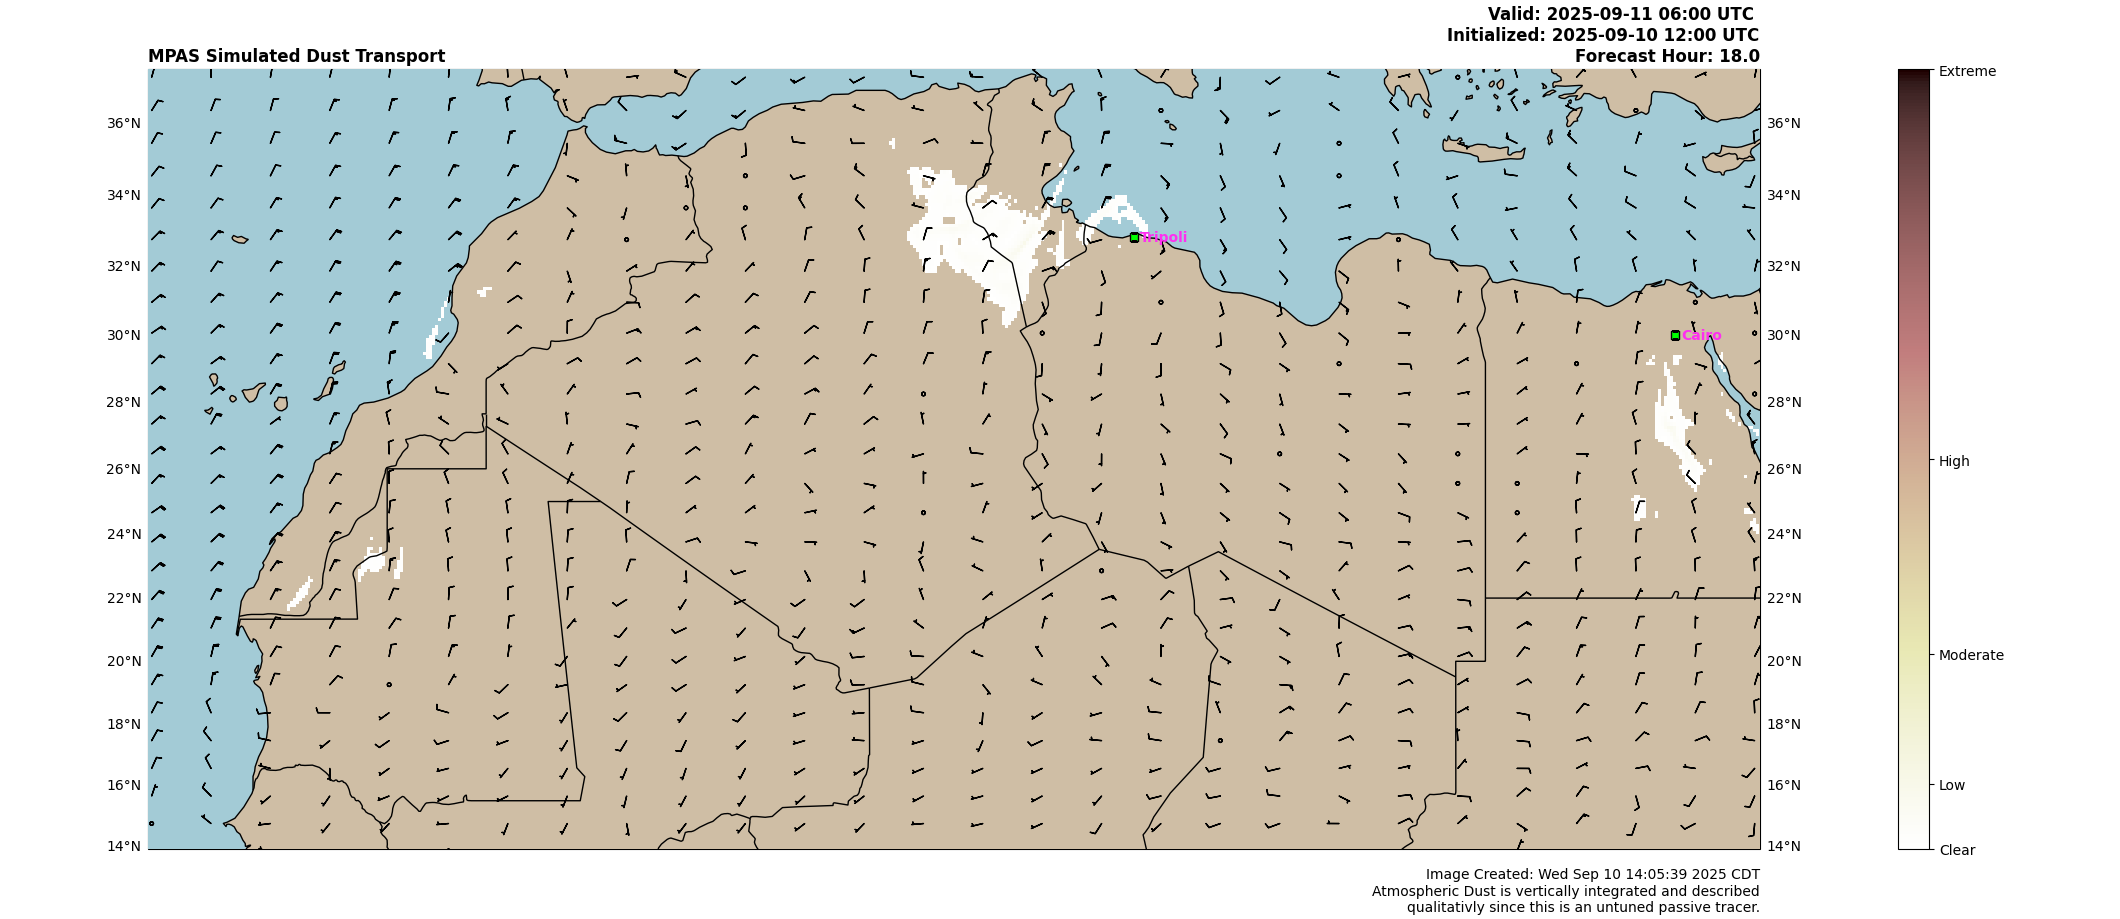 Valid: 2025-09-11 06:00 UTC
Initialized: 2025-09-10 12:00 UTC
MPAS Simulated Dust Transport
Forecast Hour: 18.0
Extreme
36°N 36°N
34°N 34°N
Tripoli
32°N 32°N
30°N Cairo 30°N
28°N 28°N
26°N 26°N
High
24°N 24°N
22°N 22°N
20°N 20°N
Moderate
18°N 18°N
16°N 16°N
Low
14°N 14°N
Clear
Image Created: Wed Sep 10 14:05:39 2025 CDT
Atmospheric Dust is vertically integrated and described
qualitativly since this is an untuned passive tracer.